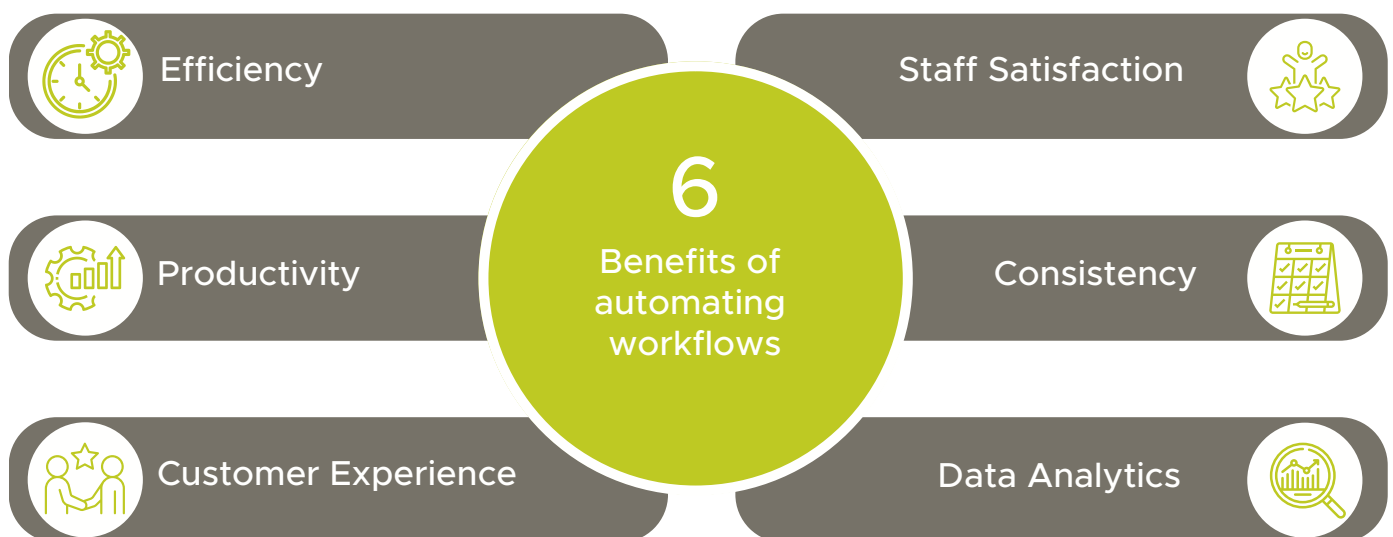 Efficiency
Staff Satisfaction
6
Benefits of
automating
workflows
Productivity
Consistency
Customer Experience
Data Analytics